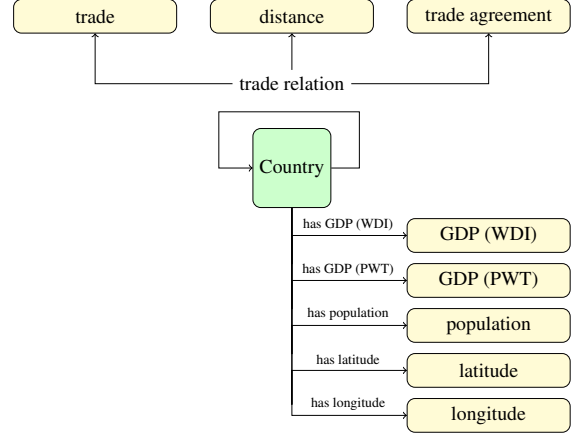 trade
distance
trade agreement
trade relation
Country
has GDP (WDI)
GDP (WDI)
has GDP (PWT)
GDP (PWT)
has population
population
has latitude
latitude
has longitude
longitude